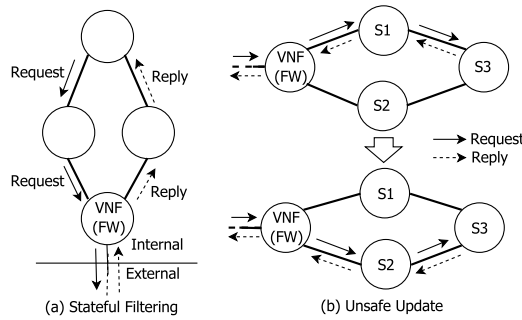 Request
Reply
Request
Reply
VNF
(FW)
Internal
External
(a) Stateful Filtering
VNF
(FW)
S1
S2
S3
Request
Reply
VNF
(FW)
S1
S2
S3
(b) Unsafe Update